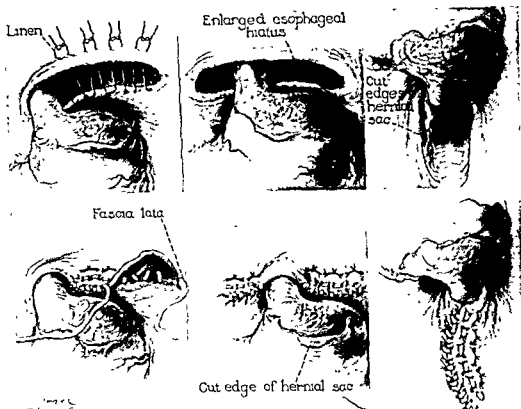 Linen
Enlarged esophageal
hiatus
Cut
edges
hernial
sac
Fascia lata
Cut edge of hernial sac